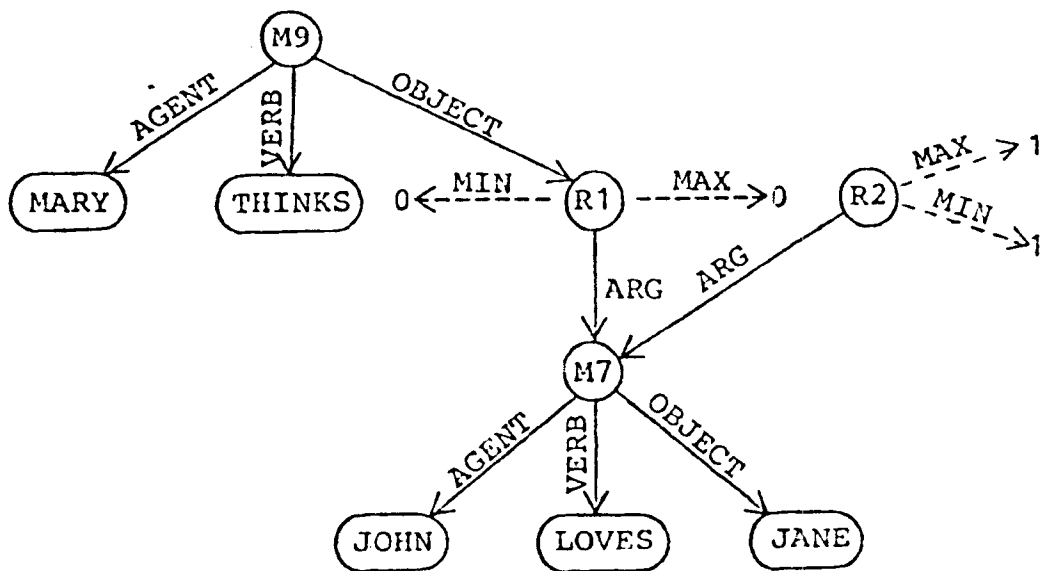 M9
AGENT
VERB
OBJECT
MARY
THINKS
0 MIN R1 MAX 0
R2
MAX 1
MIN 1
ARG
ARG
M7
AGENT
VERB
OBJECT
JOHN
LOVES
JANE